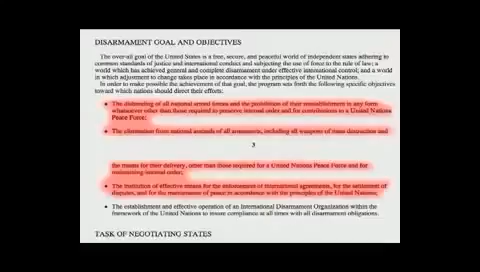 DISARMAMENT GOAL AND OBJECTIVES
The over-all goal of the United States is a free, secure, and peaceful world of independent states adhering to
common standards of justice and international conduct and subjecting the use of force to the rule of law; a
world which has achieved general and complete disarmament under effective international control; and a world
in which adjustment to change takes place in accordance with the principles of the United Nations.
In order to make possible the achievement of that goal, the program sets forth the following specific objectives
toward which nations should direct their efforts:
• The disbanding of all national armed forces and the prohibition of their reestablishment in any form
whatsoever other than those required to preserve internal order and for contributions to a United Nations
Peace Force;
• The elimination from national arsenals of all armaments, including all weapons of mass destruction and
3
the means for their delivery, other than those required for a United Nations Peace Force and for
maintaining internal order;
• The institution of effective means for the enforcement of international agreements, for the settlement of
disputes, and for the maintenance of peace in accordance with the principles of the United Nations;
• The establishment and effective operation of an International Disarmament Organization within the
framework of the United Nations to insure compliance at all times with all disarmament obligations.
TASK OF NEGOTIATING STATES